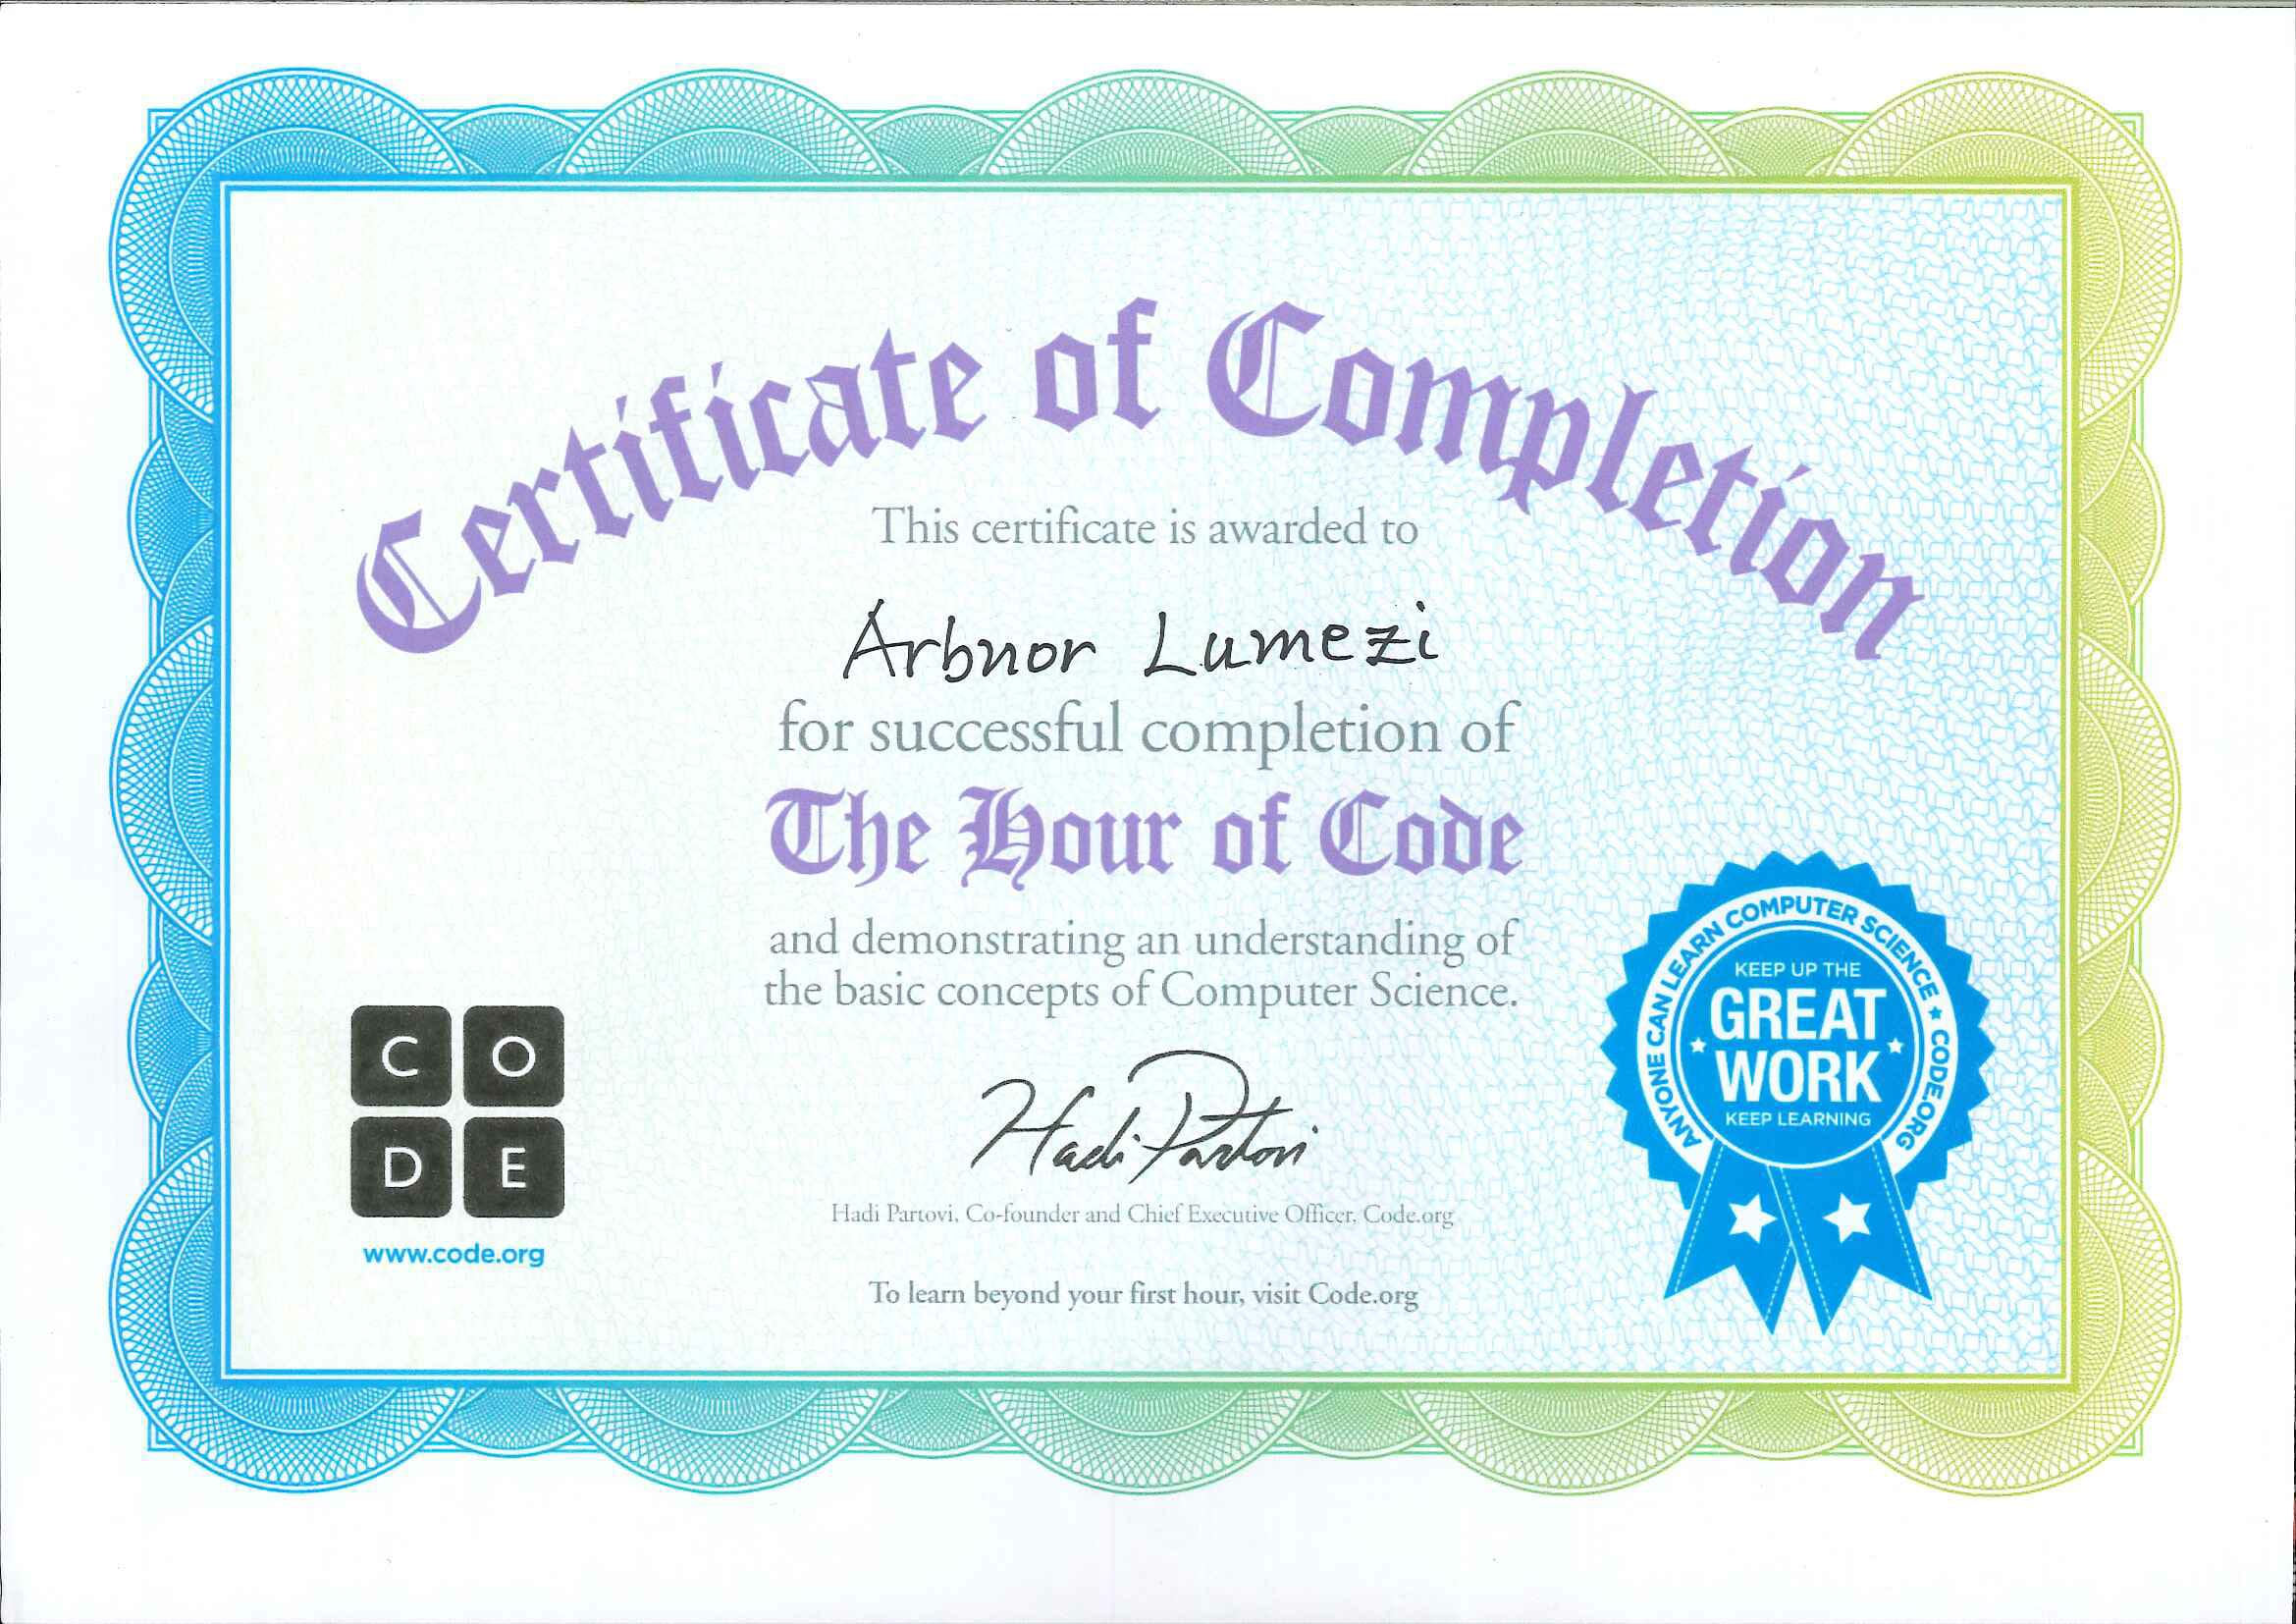 Certificate of Completion
This certificate is awarded to
Arbnor Lumezi
for successful completion of
The Hour of Code
and demonstrating an understanding of
the basic concepts of Computer Science.
Hadi Partovi
Hadi Partovi, Co-founder and Chief Executive Officer, Code.org
To learn beyond your first hour, visit Code.org
C O
D E
www.code.org
ANYONE CAN LEARN COMPUTER SCIENCE ★ CODE.ORG
KEEP UP THE
GREAT
WORK
KEEP LEARNING